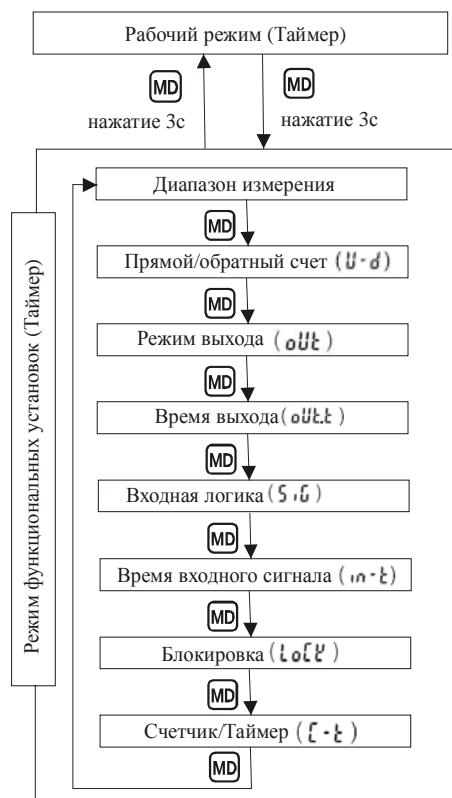 Рабочий режим (Таймер)
MD
MD
нажатие 3с
нажатие 3с
Режим функциональных установок (Таймер)
Диапазон измерения
MD
Прямой/обратный счет (U-d)
MD
Режим выхода (oUt)
MD
Время выхода(oUt.t)
MD
Входная логика(SiG)
MD
Время входного сигнала (in-t)
MD
Блокировка(LoCK)
MD
Счетчик/Таймер (C-t)
MD